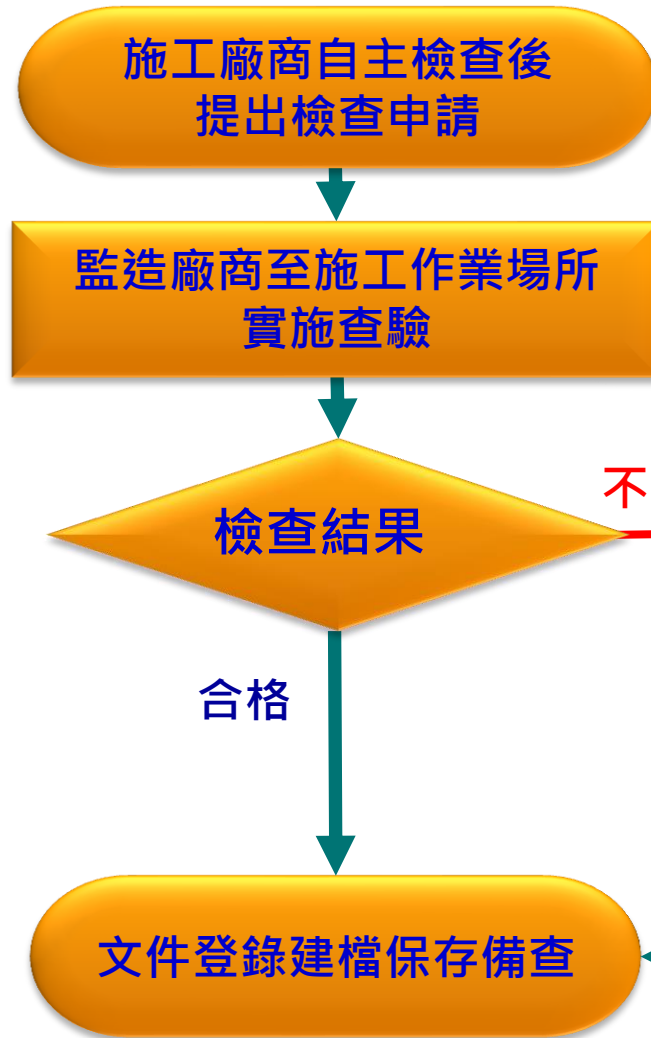 施工廠商自主檢查後
提出檢查申請
監造廠商至施工作業場所
實施查驗
檢查結果
不
合格
文件登錄建檔保存備查